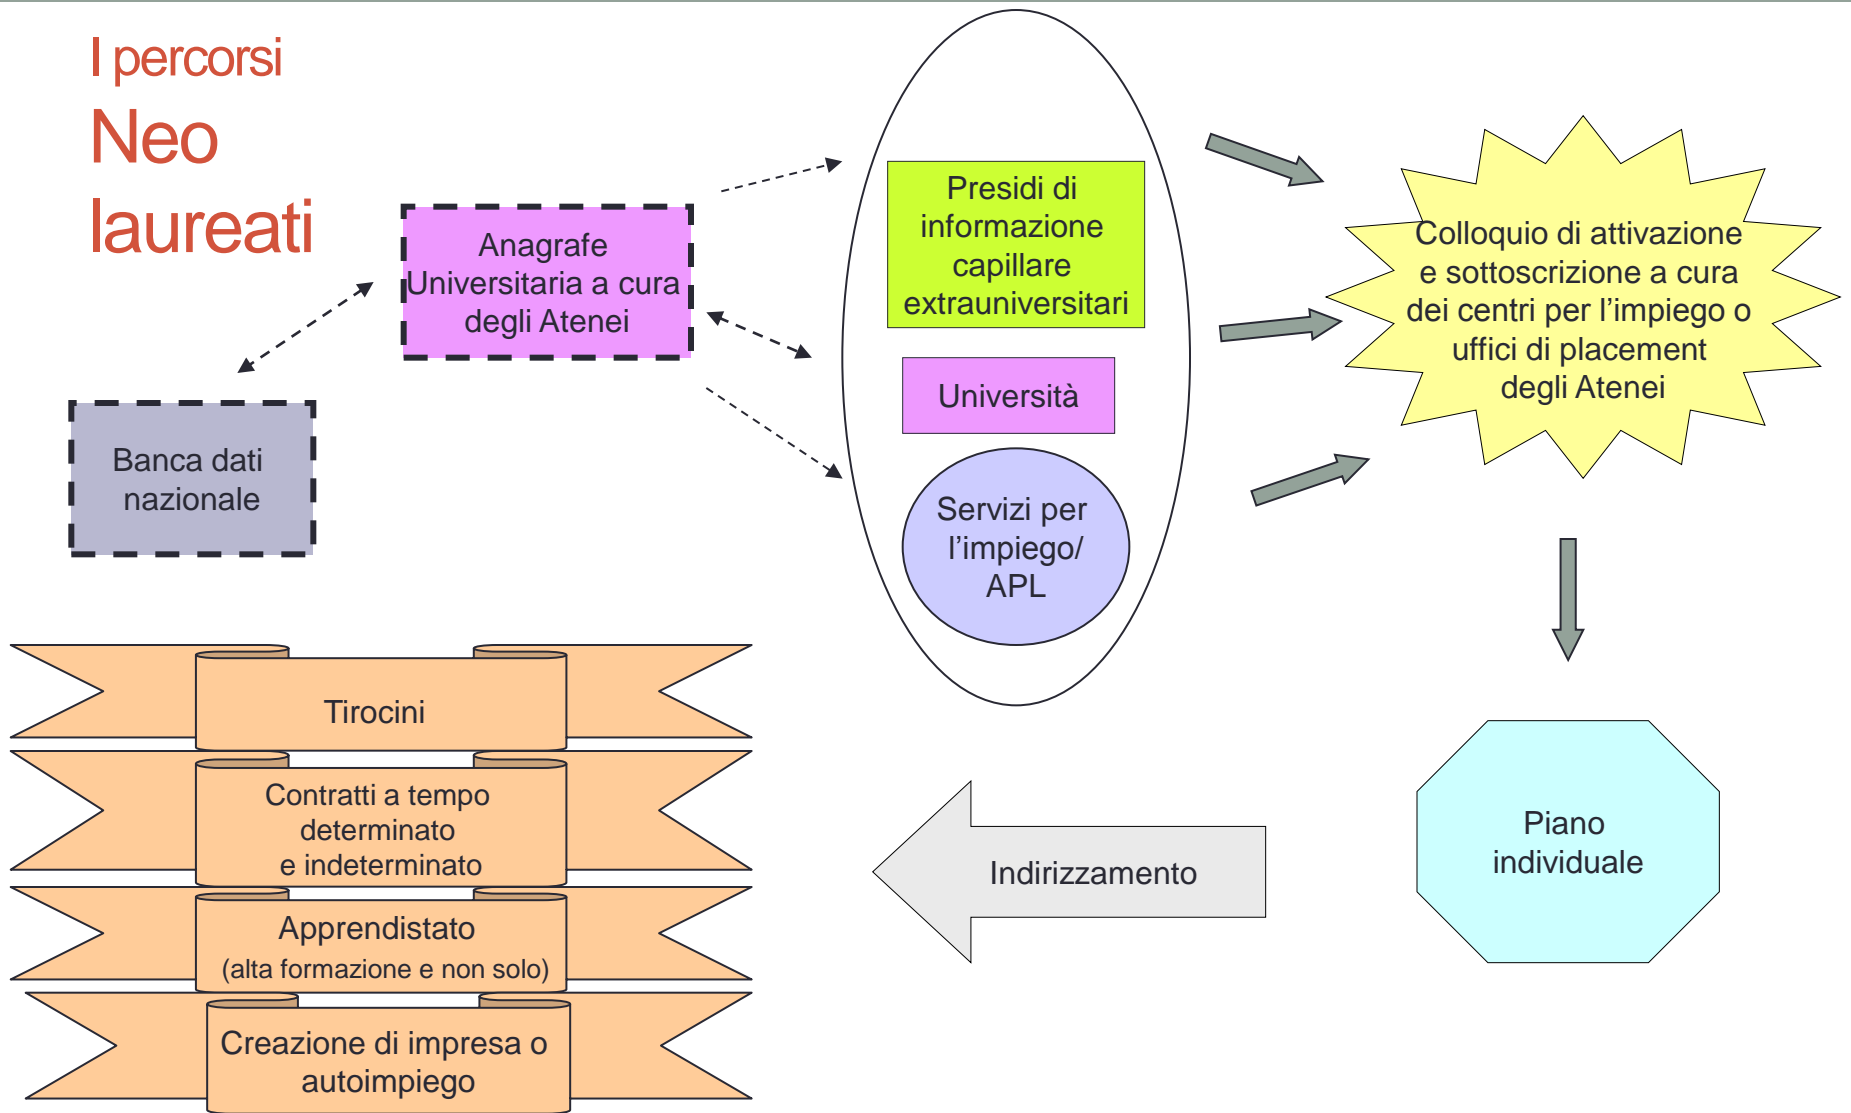 I percorsi
Neo
laureati
Anagrafe
Universitaria a cura
degli Atenei
Banca dati
nazionale
Presidi di
informazione
capillare
extrauniversitari
Università
Servizi per
l’impiego/
APL
Colloquio di attivazione
e sottoscrizione a cura
dei centri per l’impiego o
uffici di placement
degli Atenei
Piano
individuale
Indirizzamento
Tirocini
Contratti a tempo
determinato
e indeterminato
Apprendistato
(alta formazione e non solo)
Creazione di impresa o
autoimpiego